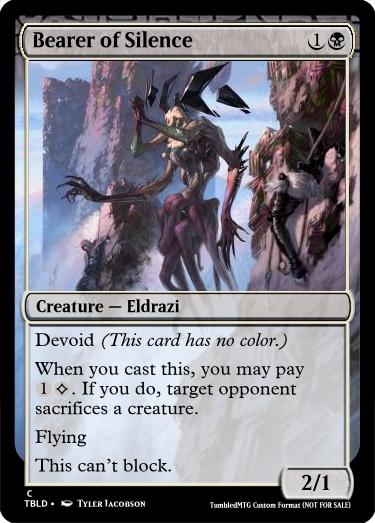 Bearer of Silence 1
Creature — Eldrazi
Devoid (This card has no color.)
When you cast this, you may pay
1 ◇. If you do, target opponent
sacrifices a creature.
Flying
This can't block.
2/1
C
TBLD • Tyler Jacobson
TumbledMTG Custom Format (NOT FOR SALE)